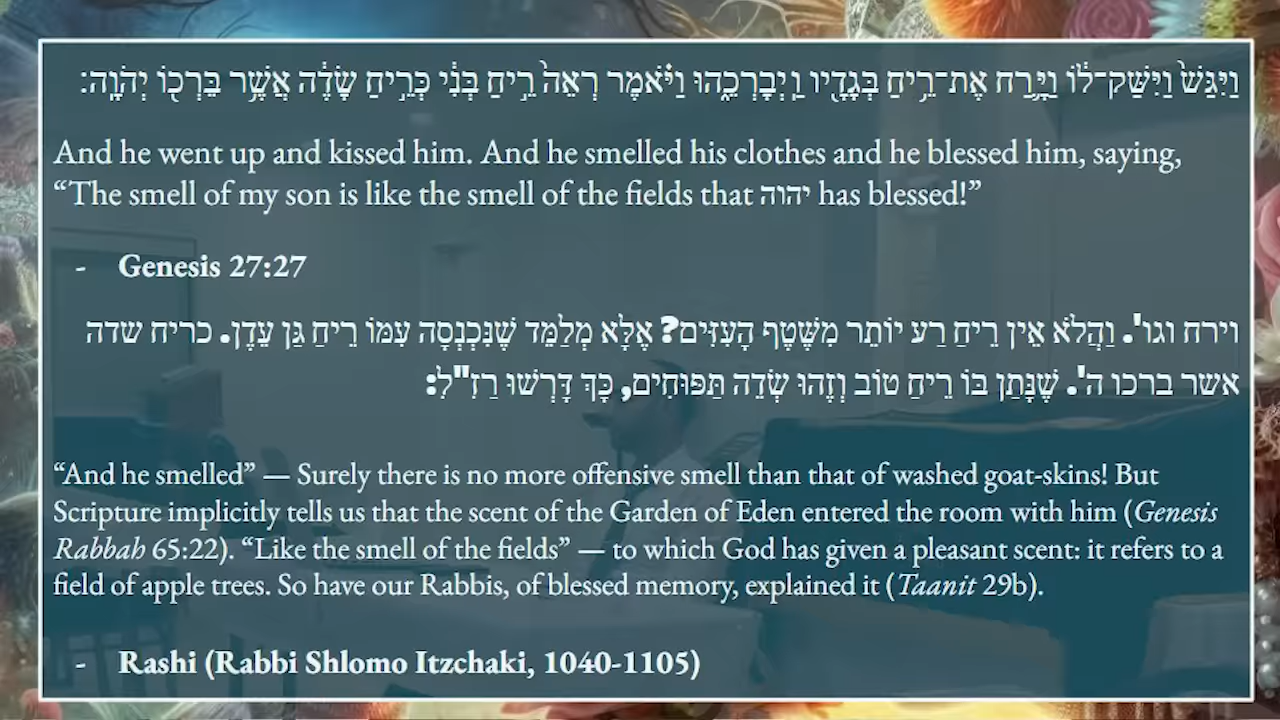 וַיִּגַּשׁ֙ וַיִּשַּׁק־ל֔וֹ וַיָּ֛רַח אֶת־רֵ֥יחַ בְּגָדָ֖יו וַֽיְבָרְכֵ֑הוּ וַיֹּ֗אמֶר רְאֵה֙ רֵ֣יחַ בְּנִ֔י כְּרֵ֣יחַ שָׂדֶ֔ה אֲשֶׁ֥ר בֵּרְכ֖וֹ יְהֹוָֽה׃
And he went up and kissed him. And he smelled his clothes and he blessed him, saying,
“The smell of my son is like the smell of the fields that יהוה has blessed!”
- Genesis 27:27
וירח וגו'. וַהֲלֹא אֵין רֵיחַ רַע יוֹתֵר מִשֶּׁטֶף הָעִזִּים? אֶלָּא מְלַמֵּד שֶׁנִּכְנְסָה עִמּוֹ רֵיחַ גַּן עֵדֶן. כריח שדה
אשר ברכו ה'. שֶׁנָּתַן בּוֹ רֵיחַ טוֹב וְזֶהוּ שְׂדֵה תַּפּוּחִים, כָּךְ דָּרְשׁוּ רַזִ"ל:
“And he smelled” — Surely there is no more offensive smell than that of washed goat-skins! But
Scripture implicitly tells us that the scent of the Garden of Eden entered the room with him (Genesis
Rabbah 65:22). “Like the smell of the fields” — to which God has given a pleasant scent: it refers to a
field of apple trees. So have our Rabbis, of blessed memory, explained it (Taanit 29b).
- Rashi (Rabbi Shlomo Itzchaki, 1040-1105)